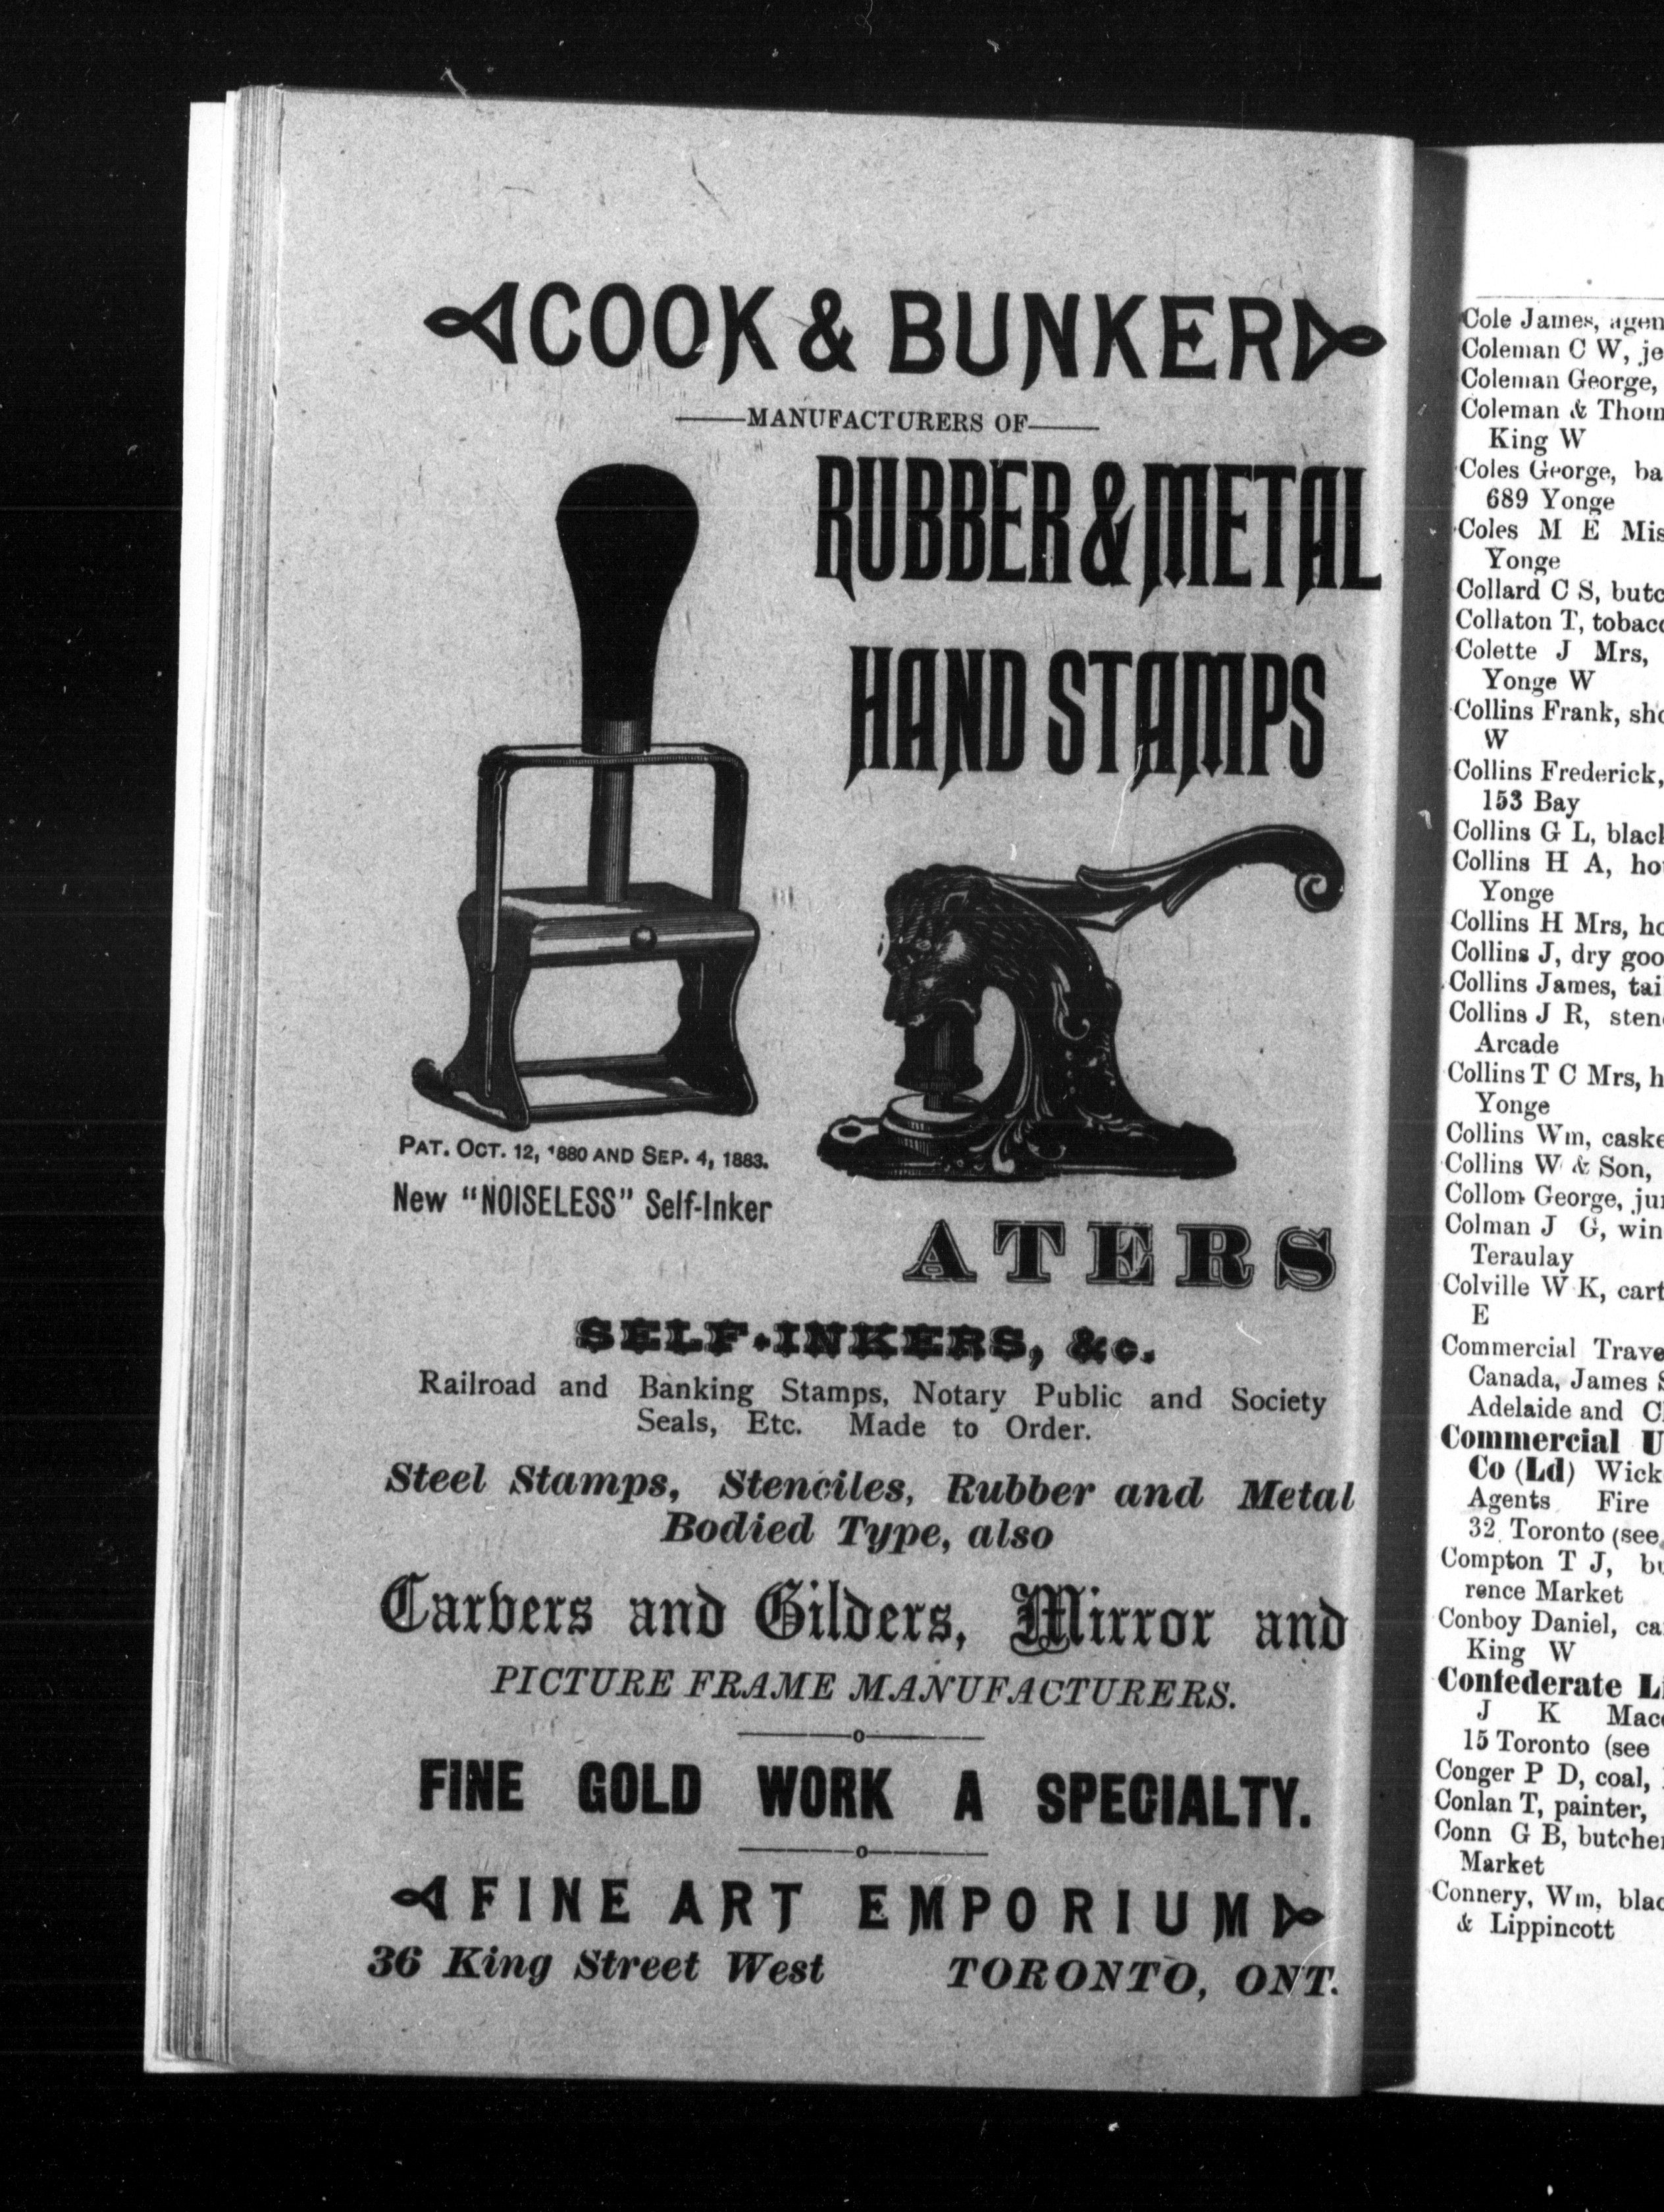 COOK & BUNKER
MANUFACTURERS OF
RUBBER & METAL
HAND STAMPS
PAT. OCT. 12, 1880 AND SEP. 4, 1883.
New "NOISELESS" Self-Inker
ATERS
SELF-INKERS, &c.
Railroad and Banking Stamps, Notary Public and Society
Seals, Etc. Made to Order.
Steel Stamps, Stenciles, Rubber and Metal
Bodied Type, also
Carvers and Gilders, Mirror and
PICTURE FRAME MANUFACTURERS.
FINE GOLD WORK A SPECIALTY.
FINE ART EMPORIUM
36 King Street West TORONTO, ONT.
Cole James, agen
Coleman C W, je
Coleman George,
Coleman & Thom
King W
Coles George, ba
689 Yonge
Coles M E Mis
Yonge
Collard C S, butc
Collaton T, tobacc
Colette J Mrs,
Yonge W
Collins Frank, sho
W
Collins Frederick,
153 Bay
Collins G L, black
Collins H A, hou
Yonge
Collins H Mrs, ho
Collins J, dry goo
Collins James, tai
Collins J R, sten
Arcade
Collins T C Mrs, h
Yonge
Collins Wm, caske
Collins W & Son,
Collom George, jun
Colman J G, win
Teraulay
Colville W K, cart
E
Commercial Trave
Canada, James S
Adelaide and C
Commercial U
Co (Ld) Wick
Agents Fire
32 Toronto (see
Compton T J, bu
rence Market
Conboy Daniel, ca
King W
Confederate Li
J K Macd
15 Toronto (see
Conger P D, coal,
Conlan T, painter,
Conn G B, butcher
Market
Connery, Wm, blac
& Lippincott